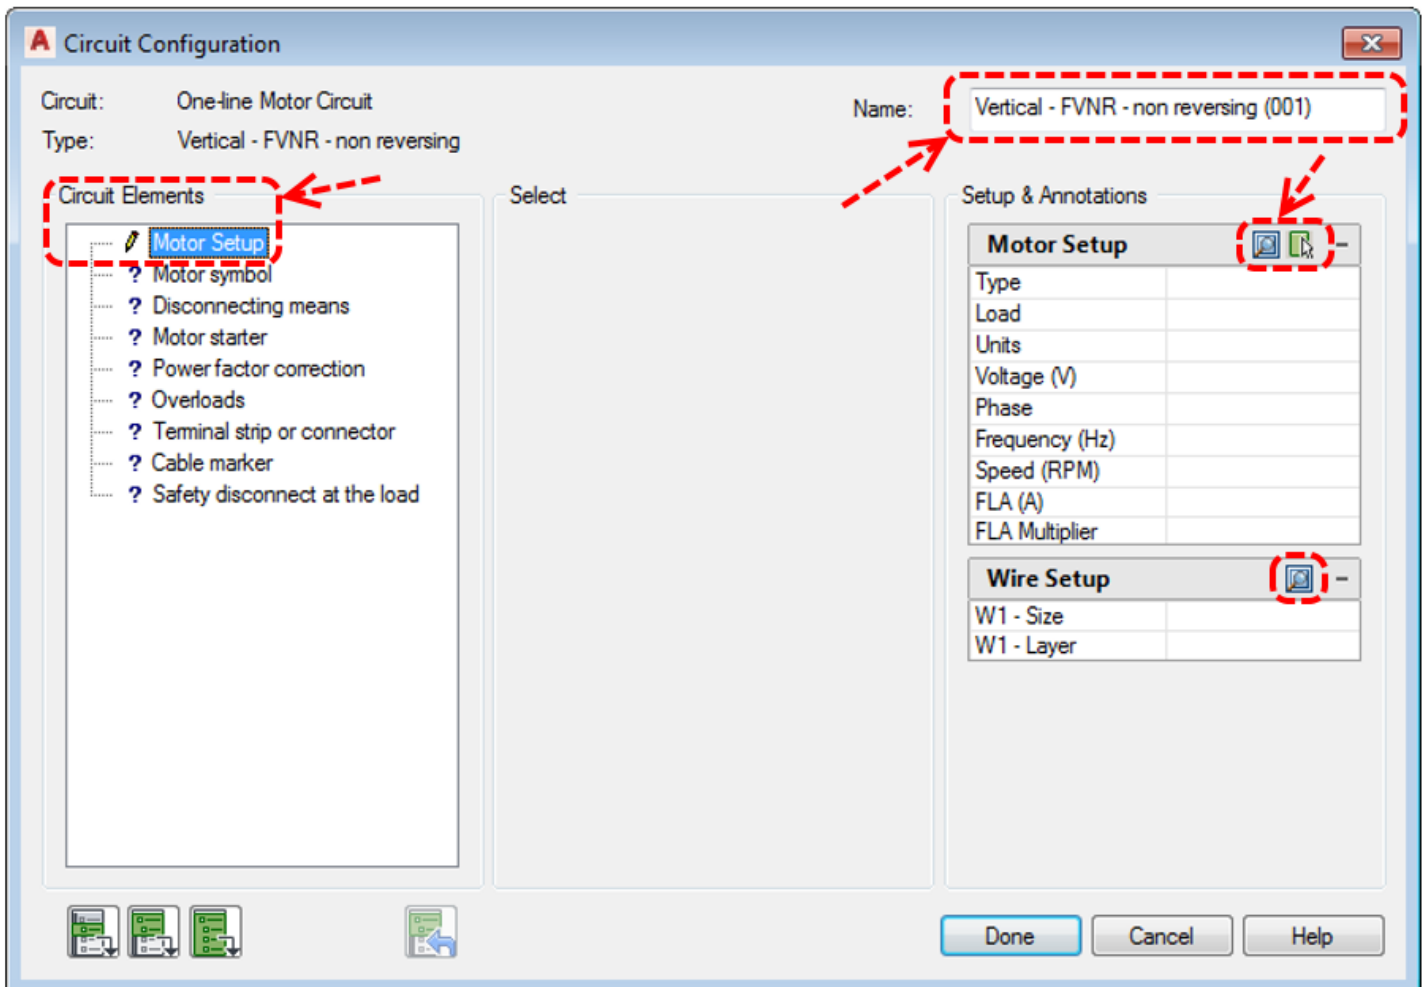 A Circuit Configuration
Circuit: One-line Motor Circuit
Name: Vertical - FVNR - non reversing (001)
Type: Vertical - FVNR - non reversing
Circuit Elements
Motor Setup
? Motor symbol
? Disconnecting means
? Motor starter
? Power factor correction
? Overloads
? Terminal strip or connector
? Cable marker
? Safety disconnect at the load
Select
Setup & Annotations
Motor Setup
Type
Load
Units
Voltage (V)
Phase
Frequency (Hz)
Speed (RPM)
FLA (A)
FLA Multiplier
Wire Setup
W1 - Size
W1 - Layer
Done Cancel Help